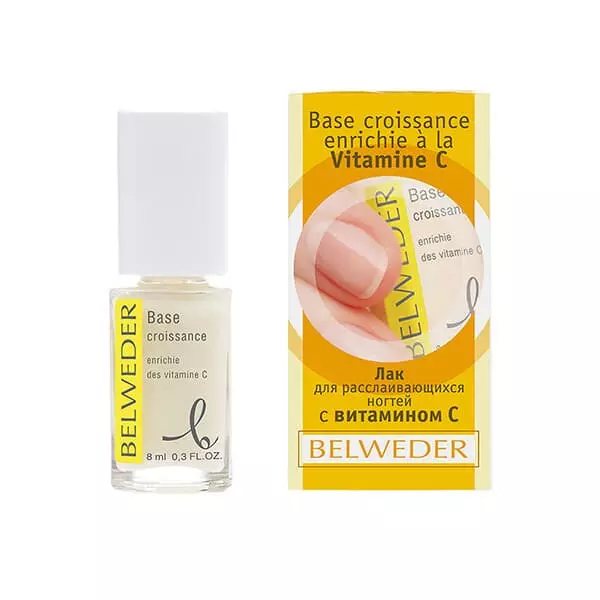 BELWEDER
Base
croissance
enrichie
des vitamine C
8 ml 0,3 FL.OZ.
Base croissance
enrichie à la
Vitamine C
BELWEDER
Base
croissan
enrichie
des vitamine C
Лак
для расслаивающихся
ногтей
с витамином С
BELWEDER